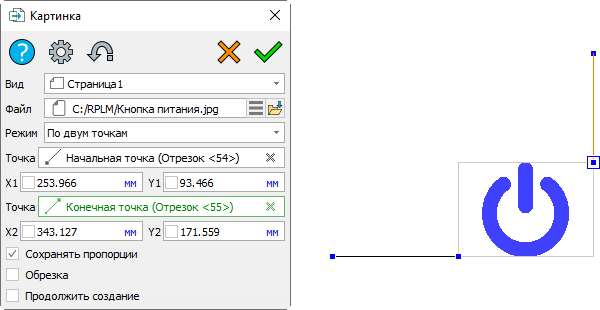 Картинка
Вид Страница1
Файл C:/RPLM/Кнопка питания.jpg
Режим По двум точкам
Точка Начальная точка (Отрезок <54>)
X1 253.966 мм Y1 93.466 мм
Точка Конечная точка (Отрезок <55>)
X2 343.127 мм Y2 171.559 мм
Сохранять пропорции
Обрезка
Продолжить создание